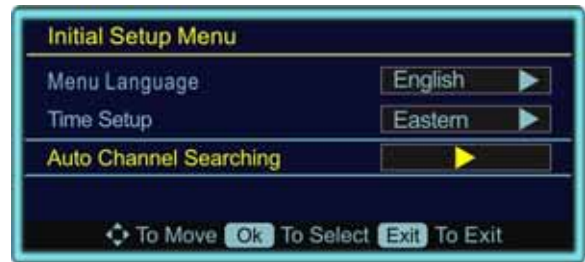 Initial Setup Menu
Menu Language English
Time Setup Eastern
Auto Channel Searching
To Move Ok To Select Exit To Exit